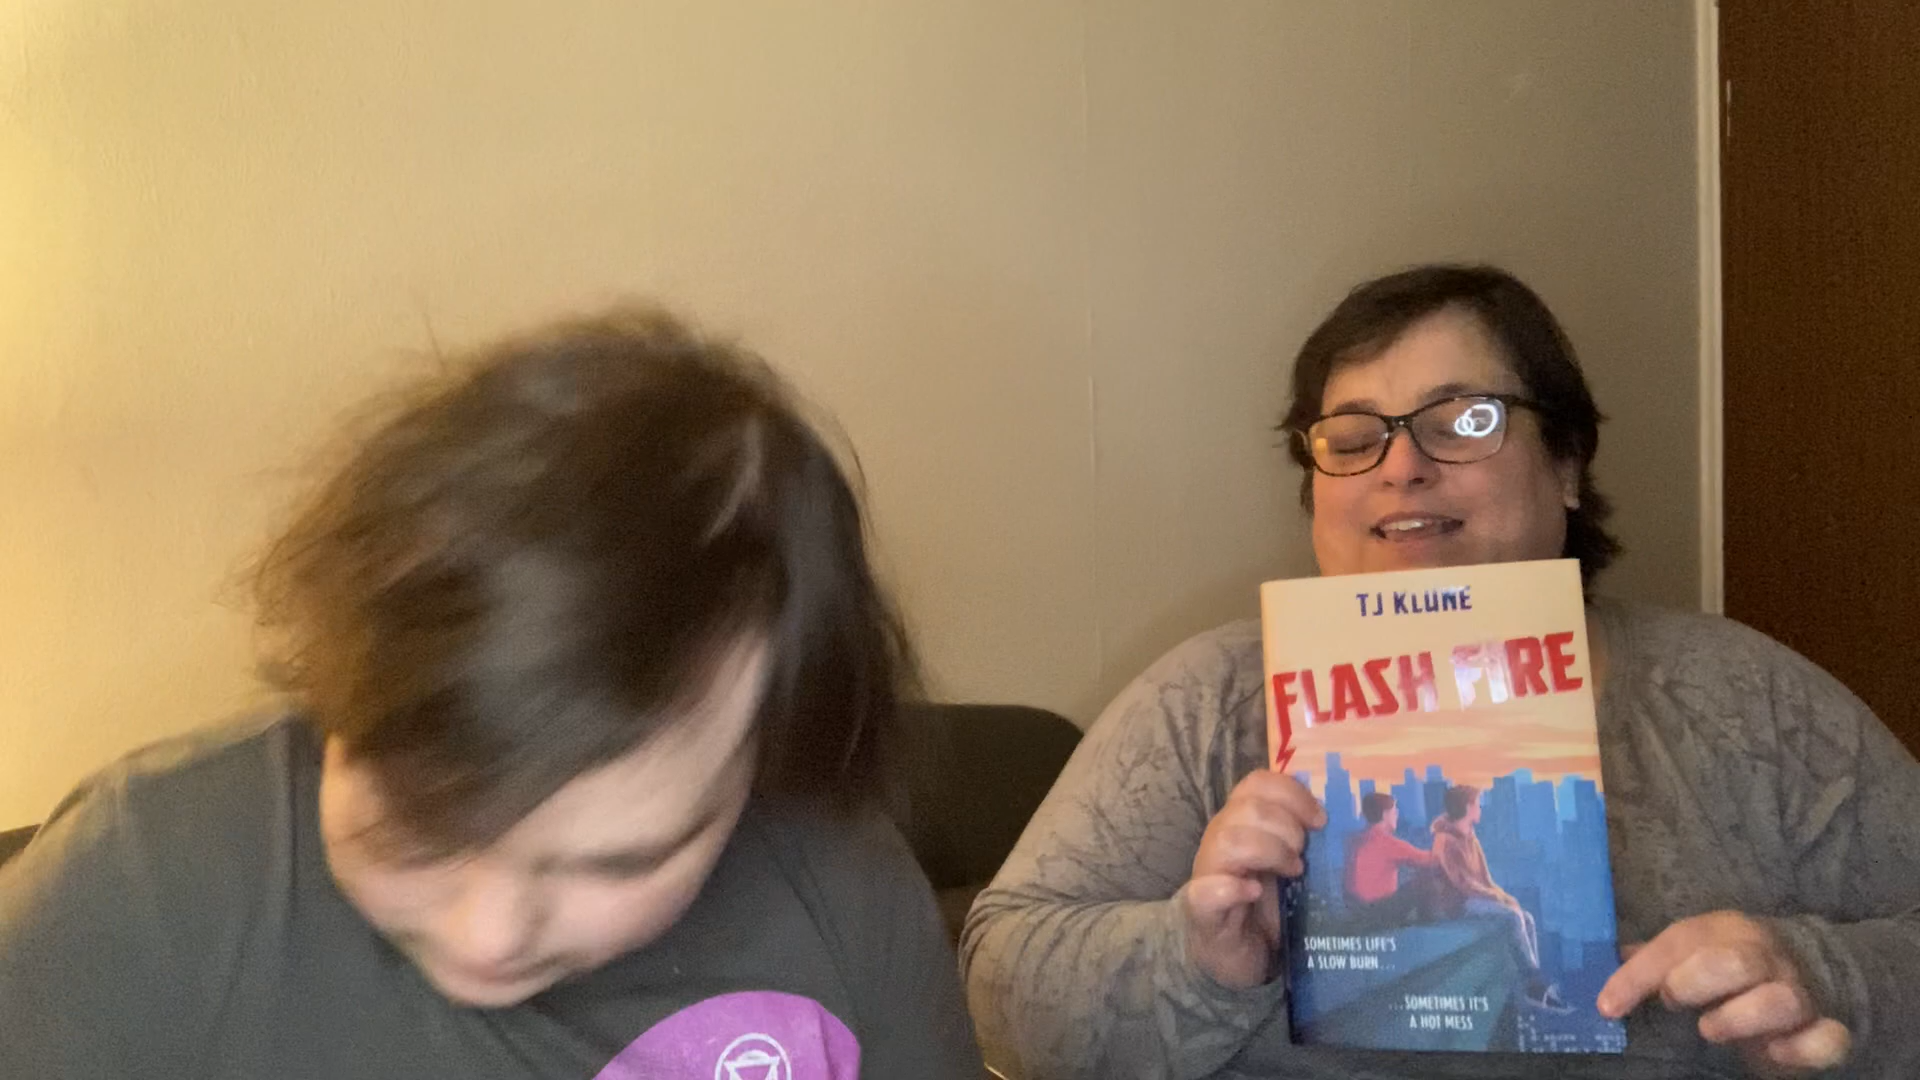 TJ KLUNE
FLASH FIRE
SOMETIMES LIFE'S
A SLOW BURN...
...SOMETIMES IT'S
A HOT MESS